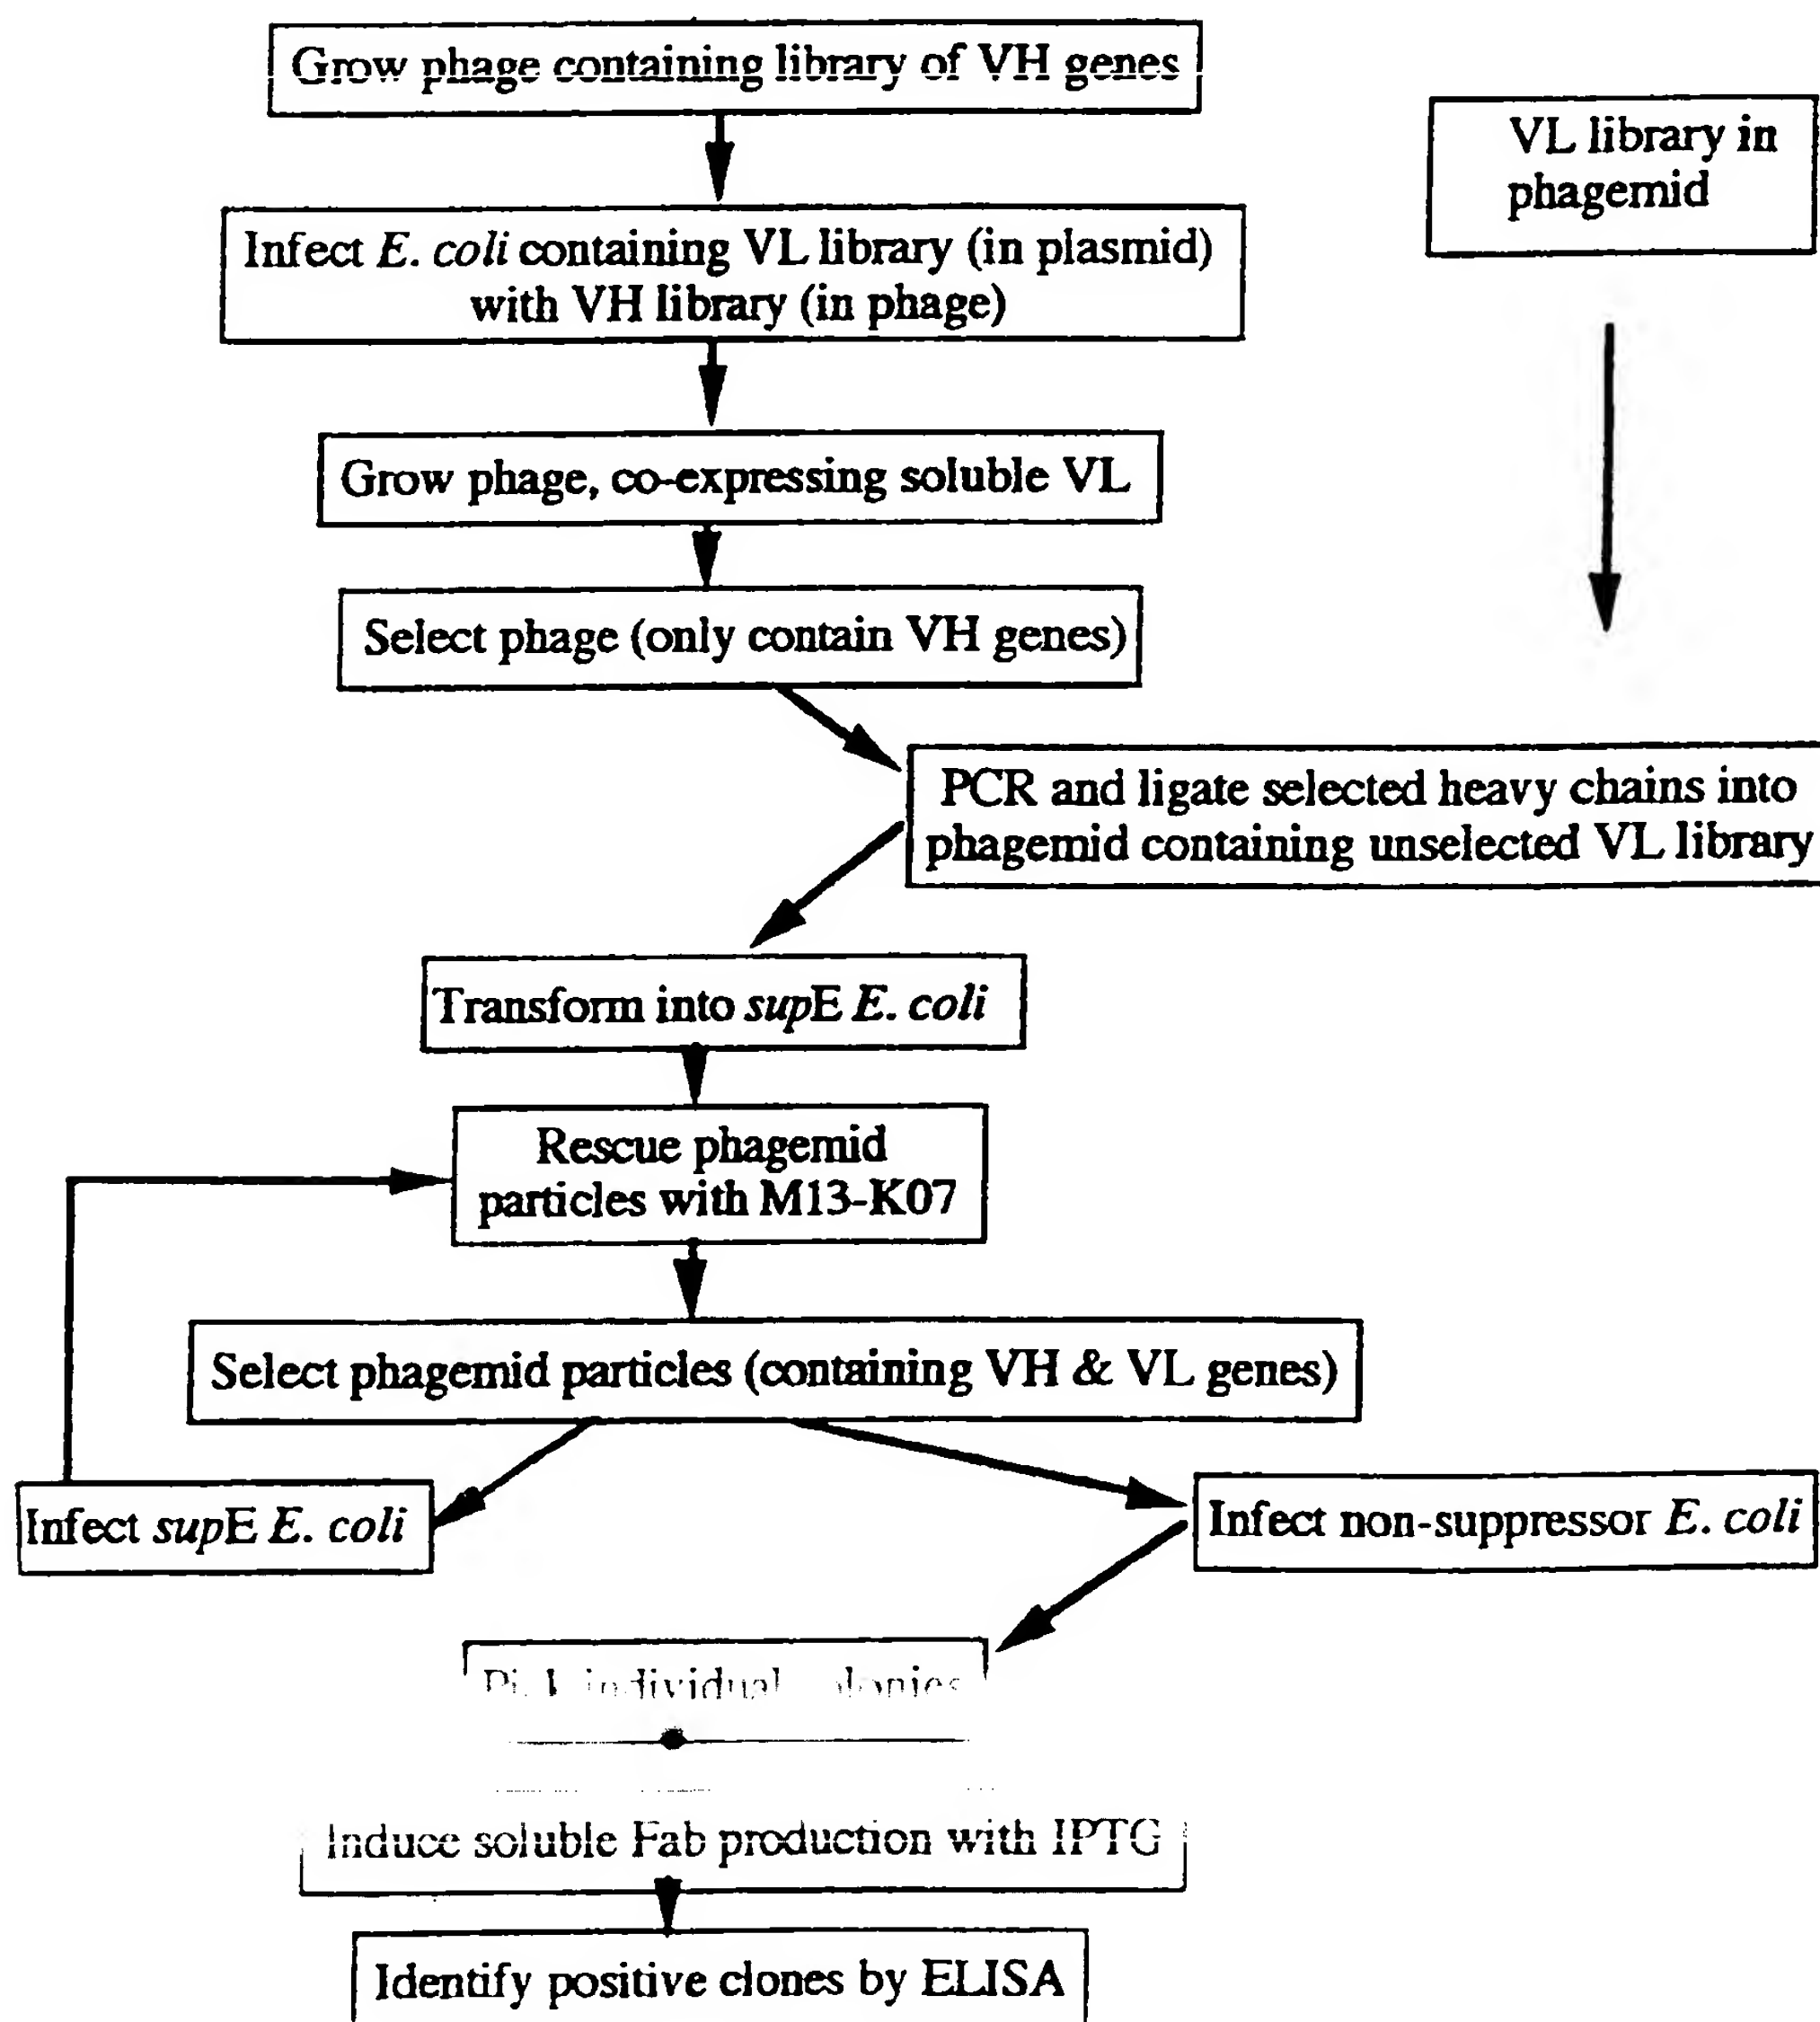 Grow phage containing library of VH genes
VL library in
phagemid
Infect E. coli containing VL library (in plasmid)
with VH library (in phage)
Grow phage, co-expressing soluble VL
Select phage (only contain VH genes)
PCR and ligate selected heavy chains into
phagemid containing unselected VL library
Transform into supE E. coli
Rescue phagemid
particles with M13-K07
Select phagemid particles (containing VH & VL genes)
Infect supE E. coli
Infect non-suppressor E. coli
individual
Induce soluble Fab production with IPTG
Identify positive clones by ELISA